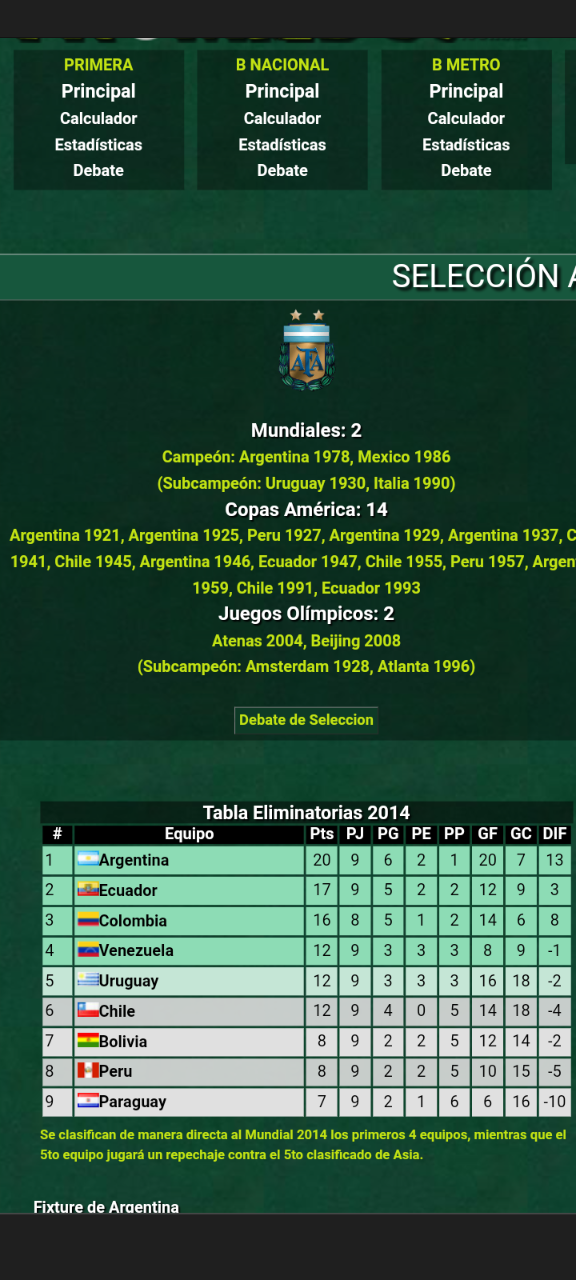 PRIMERA
Principal
Calculador
Estadísticas
Debate
B NACIONAL
Principal
Calculador
Estadísticas
Debate
B METRO
Principal
Calculador
Estadísticas
Debate
SELECCIÓN A
AFA
Mundiales: 2
Campeón: Argentina 1978, Mexico 1986
(Subcampeón: Uruguay 1930, Italia 1990)
Copas América: 14
Argentina 1921, Argentina 1925, Peru 1927, Argentina 1929, Argentina 1937, C
1941, Chile 1945, Argentina 1946, Ecuador 1947, Chile 1955, Peru 1957, Argen
1959, Chile 1991, Ecuador 1993
Juegos Olímpicos: 2
Atenas 2004, Beijing 2008
(Subcampeón: Amsterdam 1928, Atlanta 1996)
Debate de Seleccion
Tabla Eliminatorias 2014
# Equipo Pts PJ PG PE PP GF GC DIF
1 Argentina 20 9 6 2 1 20 7 13
2 Ecuador 17 9 5 2 2 12 9 3
3 Colombia 16 8 5 1 2 14 6 8
4 Venezuela 12 9 3 3 3 8 9 -1
5 Uruguay 12 9 3 3 3 16 18 -2
6 Chile 12 9 4 0 5 14 18 -4
7 Bolivia 8 9 2 2 5 12 14 -2
8 Peru 8 9 2 2 5 10 15 -5
9 Paraguay 7 9 2 1 6 6 16 -10
Se clasifican de manera directa al Mundial 2014 los primeros 4 equipos, mientras que el
5to equipo jugará un repechaje contra el 5to clasificado de Asia.
Fixture de Argentina